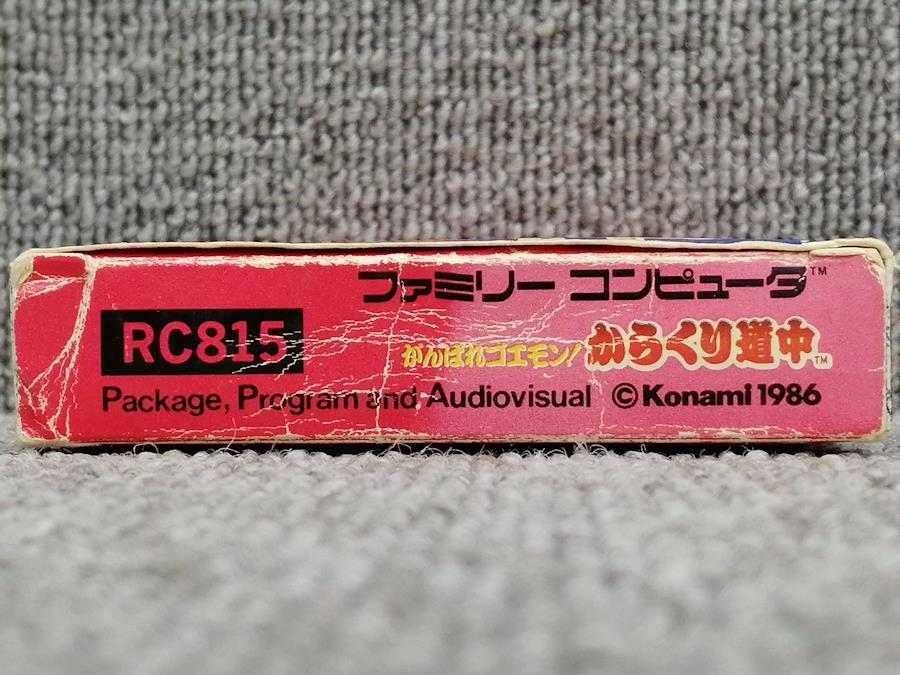 ファミリー コンピュータ™
RC815
がんばれゴエモン! からくり道中™
Package, Program and Audiovisual ©Konami 1986